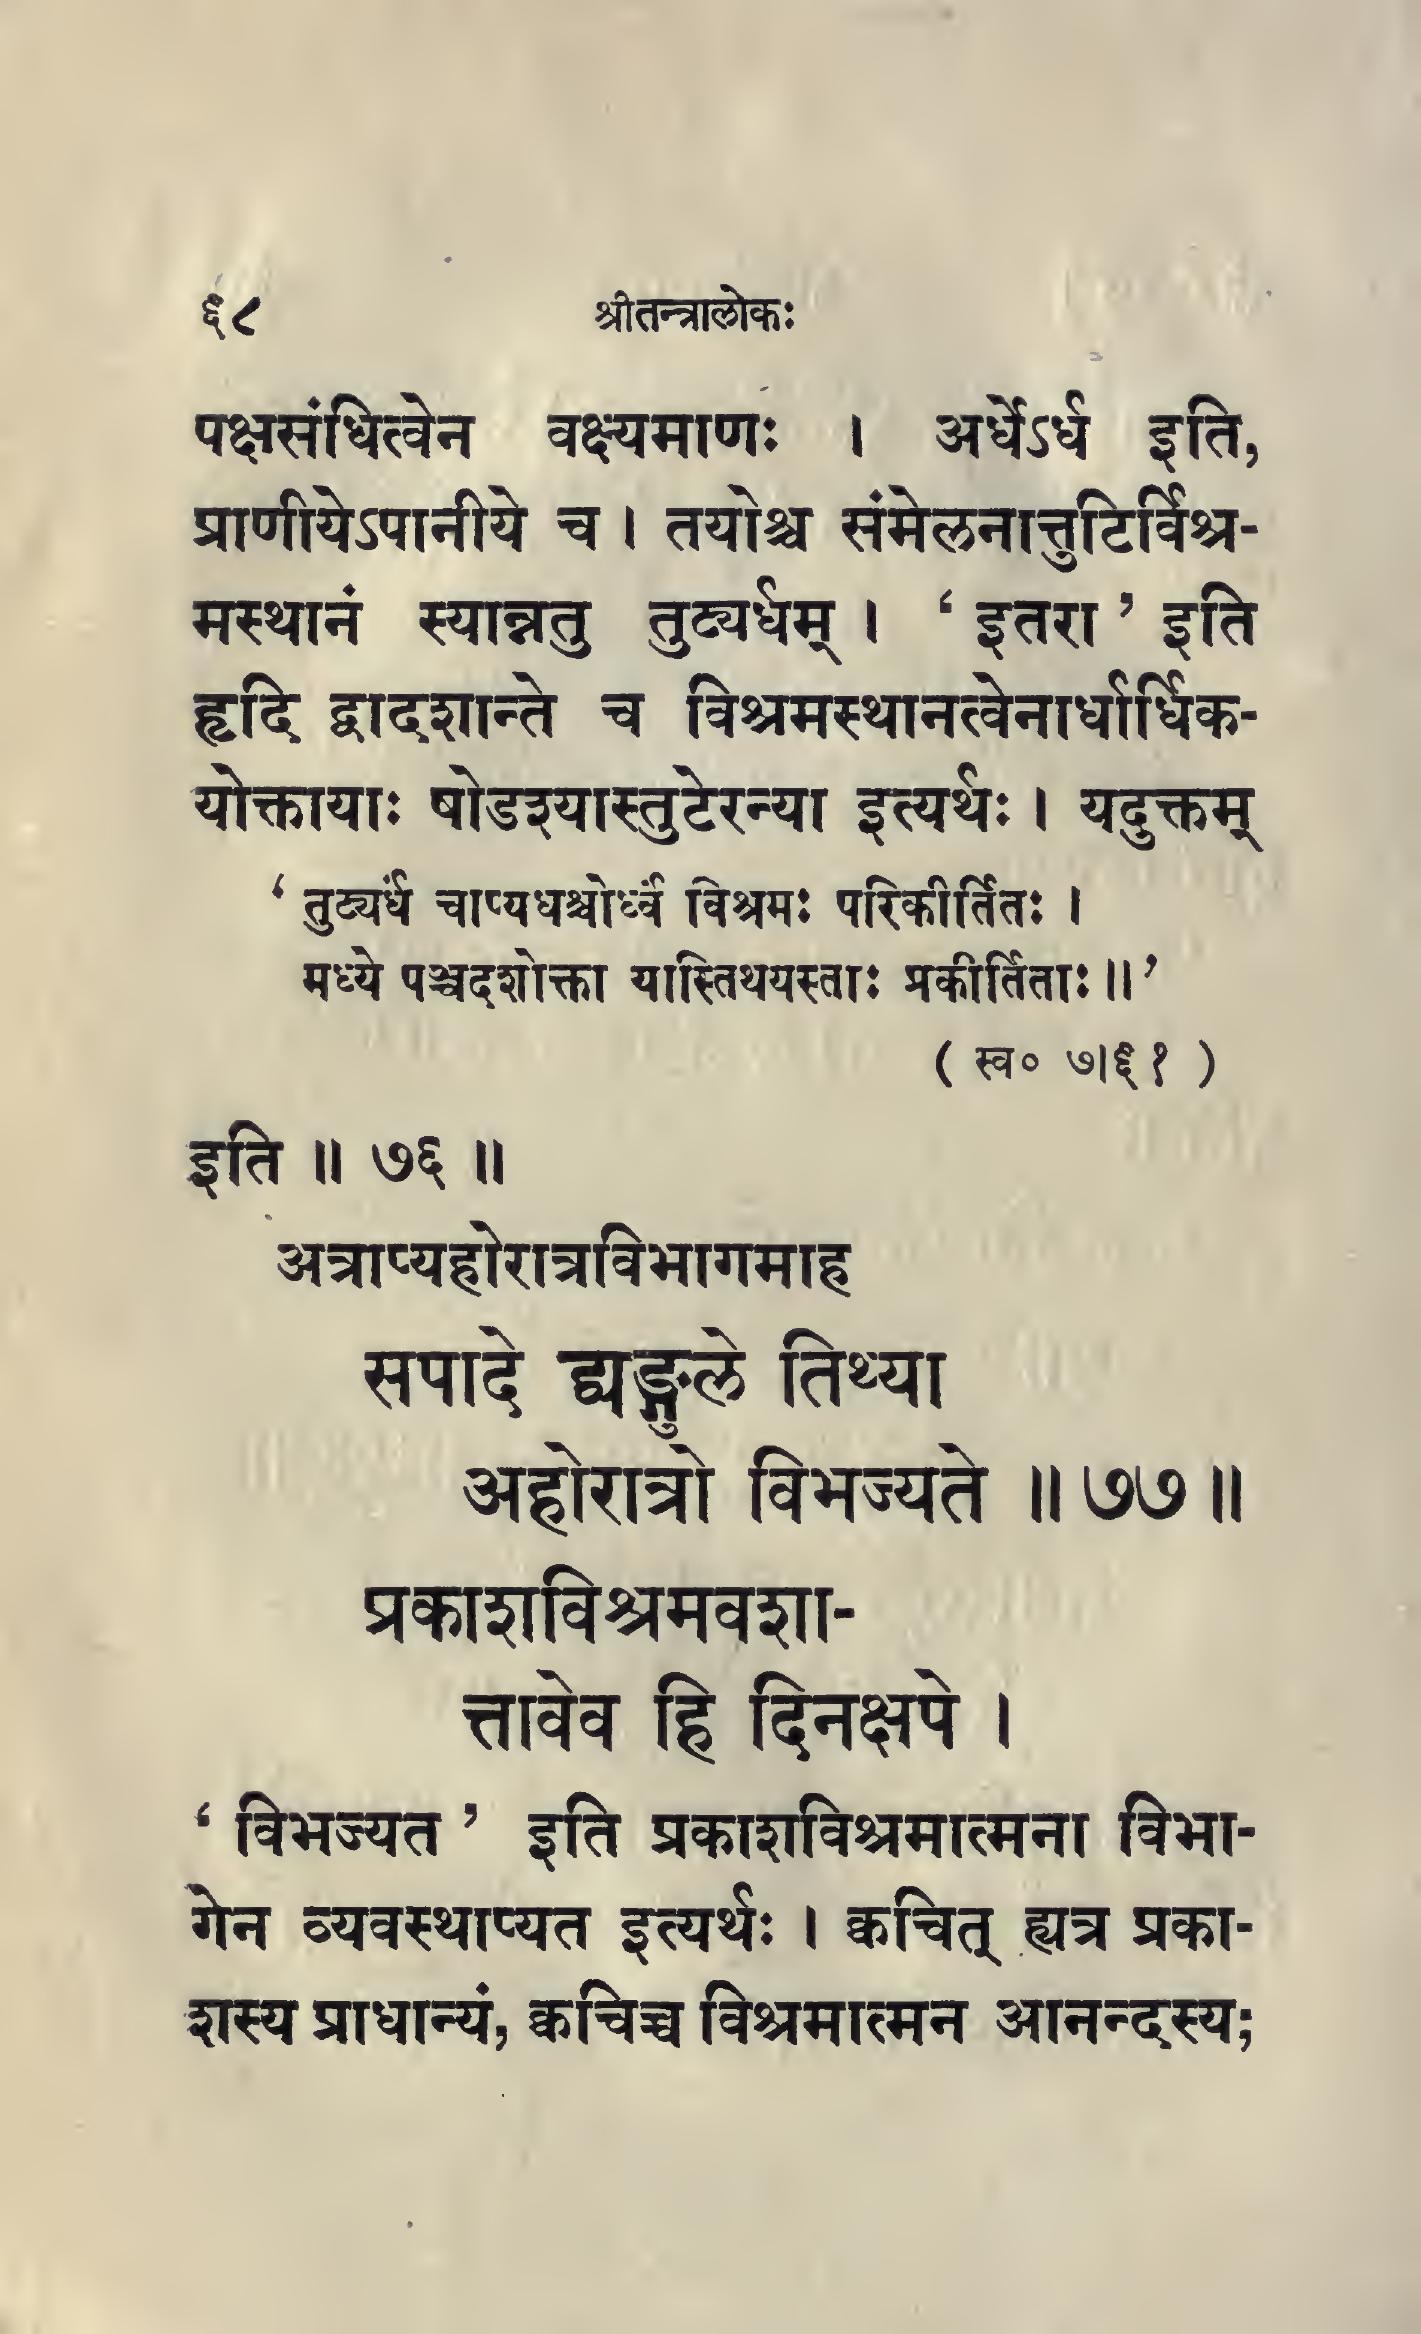 ६८ श्रीतन्त्रालोकः
पक्षसंधित्वेन वक्ष्यमाणः । अर्धेऽर्ध इति,
प्राणीयेऽपानीये च । तयोश्च संमेलनात्तुटिर्विश्र-
मस्थानं स्यान्नतु तुट्यर्धम् । ‘ इतरा ’ इति
हृदि द्वादशान्ते च विश्रमस्थानत्वेनार्धार्धिक-
योक्तायाः षोडश्यास्तुटेरन्या इत्यर्थः । यदुक्तम्
‘ तुट्यर्धं चाप्यधश्चोर्ध्वं विश्रमः परिकीर्तितः ।
मध्ये पञ्चदशोक्ता यास्तिथयस्ताः प्रकीर्तिताः ॥’
( स्व० ७।६१ )
इति ॥ ७६ ॥
अत्राप्यहोरात्रविभागमाह
सपादे द्व्यङ्गुले तिथ्या
अहोरात्रो विभज्यते ॥ ७७ ॥
प्रकाशविश्रमवशा-
त्तावेव हि दिनक्षपे ।
‘ विभज्यत ’ इति प्रकाशविश्रमात्मना विभा-
गेन व्यवस्थाप्यत इत्यर्थः । क्वचित् ह्यत्र प्रका-
शस्य प्राधान्यं, क्वचिच्च विश्रमात्मन आनन्दस्य;